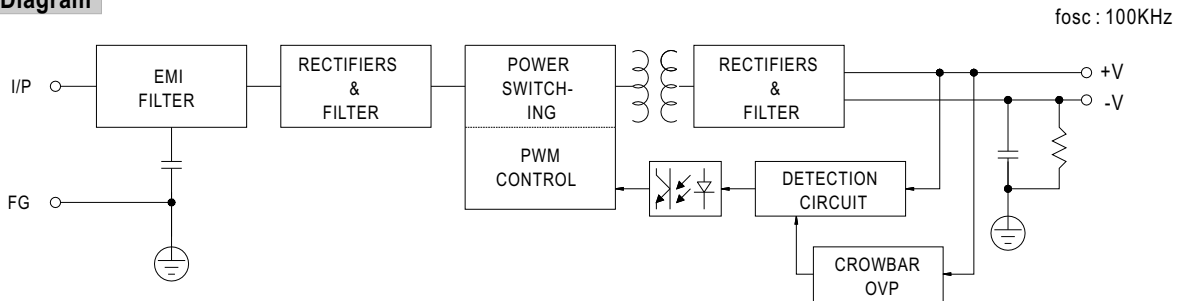 Diagram
fosc : 100KHz
I/P
EMI
FILTER
RECTIFIERS
&
FILTER
POWER
SWITCH-
ING
PWM
CONTROL
RECTIFIERS
&
FILTER
+V
-V
DETECTION
CIRCUIT
FG
CROWBAR
OVP